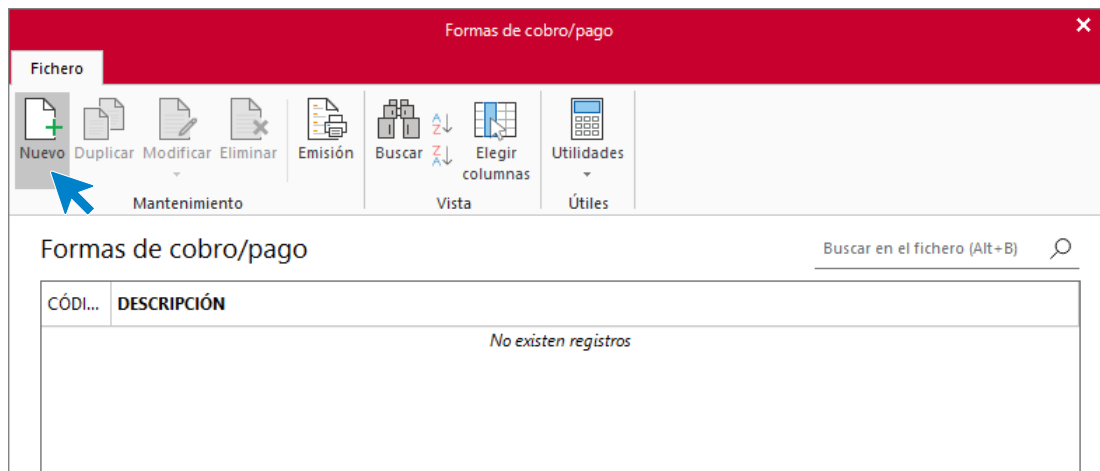 Formas de cobro/pago
Fichero
Nuevo Duplicar Modificar Eliminar Emisión Buscar Elegir columnas Utilidades
Mantenimiento Vista Útiles
Formas de cobro/pago
Buscar en el fichero (Alt+B)
CÓDI... DESCRIPCIÓN
No existen registros